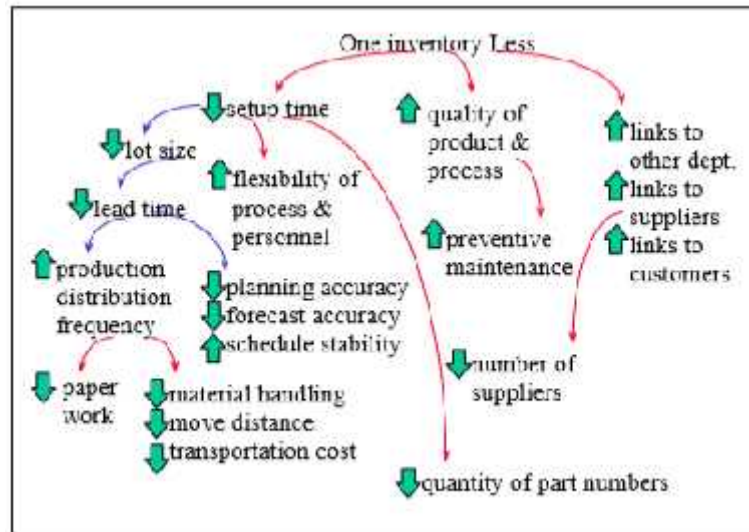 One inventory Less
setup time
quality of
product &
process
links to
other dept.
links to
suppliers
links to
customers
lot size
flexibility of
process &
personnel
lead time
preventive
maintenance
production
distribution
frequency
planning accuracy
forecast accuracy
schedule stability
number of
suppliers
paper
work
material handling
move distance
transportation cost
quantity of part numbers